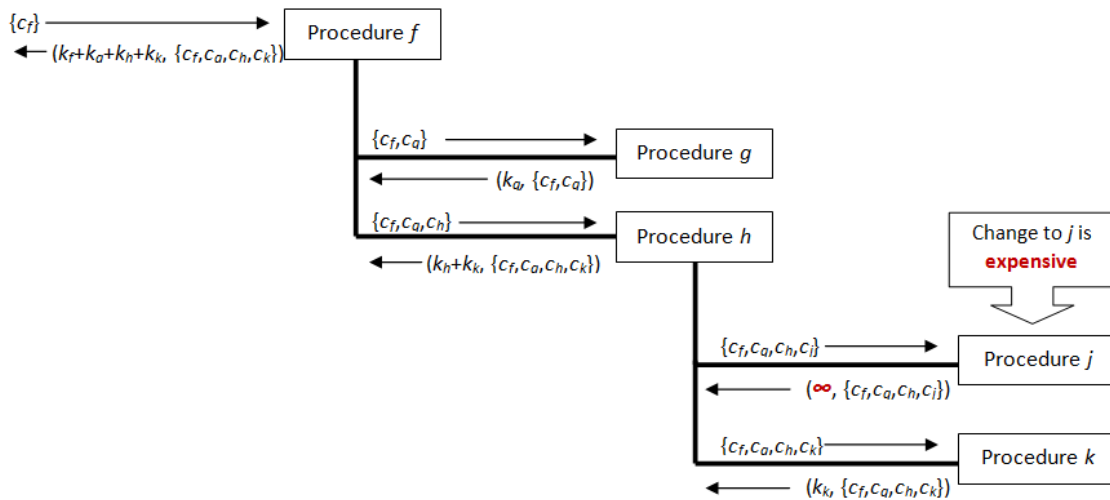 {c_f}
(k_f+k_g+k_h+k_k, {c_f,c_g,c_h,c_k})
Procedure f
{c_f,c_g}
Procedure g
(k_g, {c_f,c_g})
{c_f,c_g,c_h}
Procedure h
(k_h+k_k, {c_f,c_g,c_h,c_k})
Change to j is
expensive
{c_f,c_g,c_h,c_j}
Procedure j
(∞, {c_f,c_g,c_h,c_j})
{c_f,c_g,c_h,c_k}
Procedure k
(k_k, {c_f,c_g,c_h,c_k})